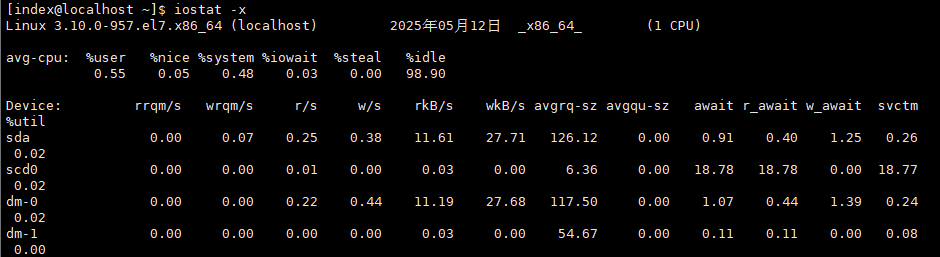 [index@localhost ~]$ iostat -x
Linux 3.10.0-957.el7.x86_64 (localhost)         2025年05月12日  _x86_64_        (1 CPU)
avg-cpu:  %user   %nice %system %iowait  %steal   %idle
           0.55    0.05    0.48    0.03    0.00   98.90
Device:         rrqm/s   wrqm/s     r/s     w/s    rkB/s    wkB/s avgrq-sz avgqu-sz   await r_await w_await  svctm
%util
sda               0.00     0.07    0.25    0.38    11.61    27.71   126.12     0.00    0.91    0.40    1.25   0.26
 0.02
scd0              0.00     0.00    0.01    0.00     0.03     0.00     6.36     0.00   18.78   18.78    0.00  18.77
 0.02
dm-0              0.00     0.00    0.22    0.44    11.19    27.68   117.50     0.00    1.07    0.44    1.39   0.24
 0.02
dm-1              0.00     0.00    0.00    0.00     0.03     0.00    54.67     0.00    0.11    0.11    0.00   0.08
 0.00